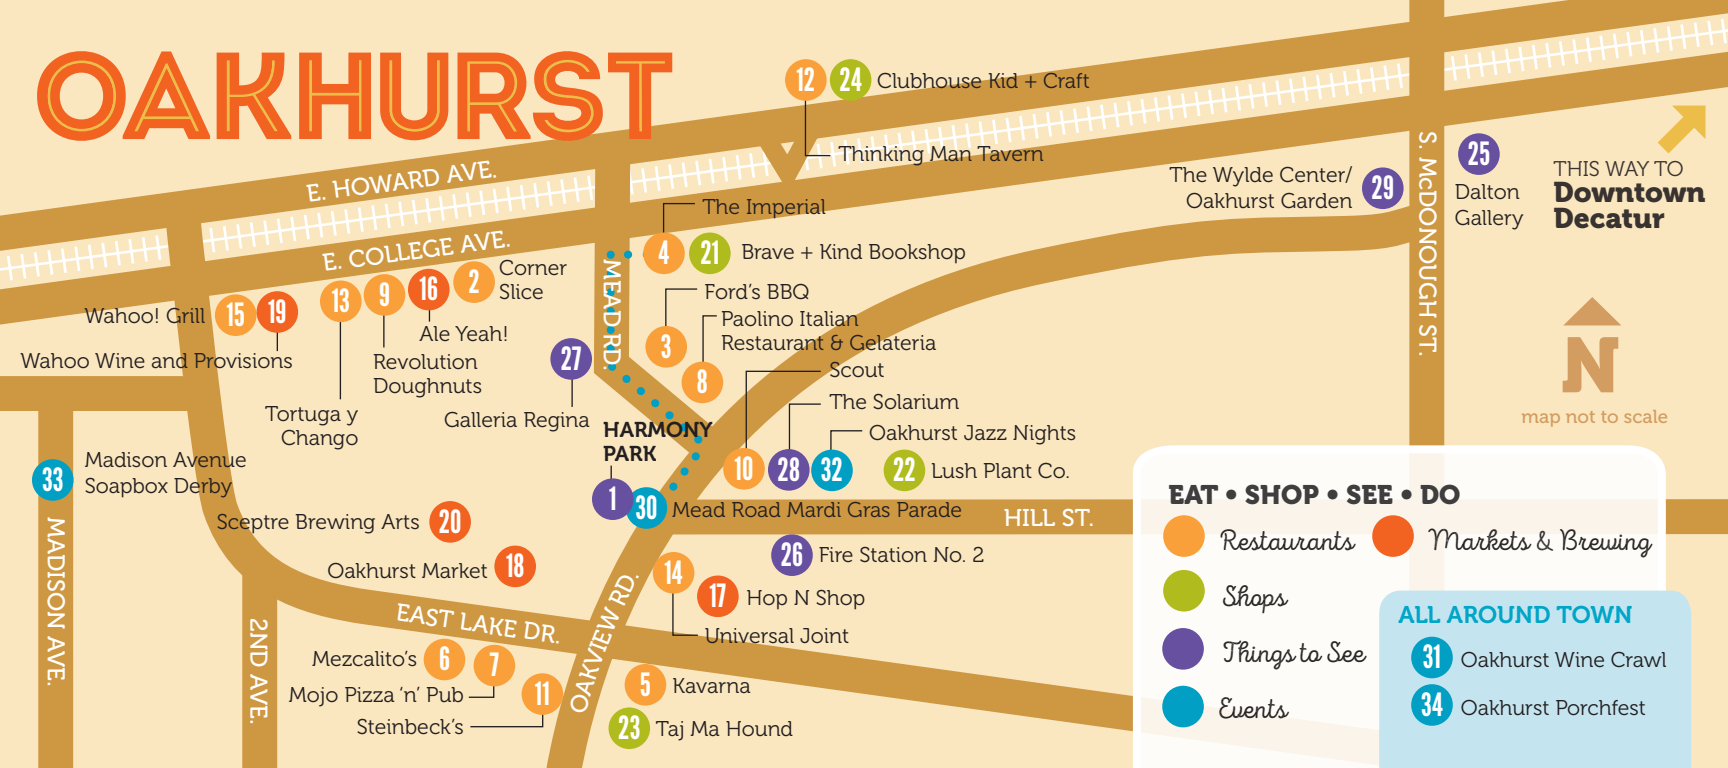 OAKHURST
12 24 Clubhouse Kid + Craft
Thinking Man Tavern
E. HOWARD AVE.
E. COLLEGE AVE.
The Imperial
4 21 Brave + Kind Bookshop
The Wylde Center/
Oakhurst Garden
29
S. McDONOUGH ST.
25
Dalton
Gallery
THIS WAY TO
Downtown
Decatur
Wahoo! Grill 15 19
Wahoo Wine and Provisions
13 9 16 2
Corner
Slice
Ale Yeah!
Revolution
Doughnuts
Tortuga y
Chango
MEAD RD.
27
Galleria Regina
Ford's BBQ
3
Paolino Italian
Restaurant & Gelateria
8
Scout
The Solarium
Oakhurst Jazz Nights
10 28 32
22 Lush Plant Co.
HARMONY
PARK
1 30 Mead Road Mardi Gras Parade
HILL ST.
N
map not to scale
33
Madison Avenue
Soapbox Derby
MADISON AVE.
Sceptre Brewing Arts 20
Oakhurst Market 18
26 Fire Station No. 2
14
17 Hop N Shop
Universal Joint
EAST LAKE DR.
OAKVIEW RD.
2ND AVE.
Mezcalito's 6 7
Mojo Pizza 'n' Pub
11
Steinbeck's
5 Kavarna
23 Taj Ma Hound
EAT • SHOP • SEE • DO
Restaurants
Markets & Brewing
Shops
Things to See
Events
ALL AROUND TOWN
31 Oakhurst Wine Crawl
34 Oakhurst Porchfest